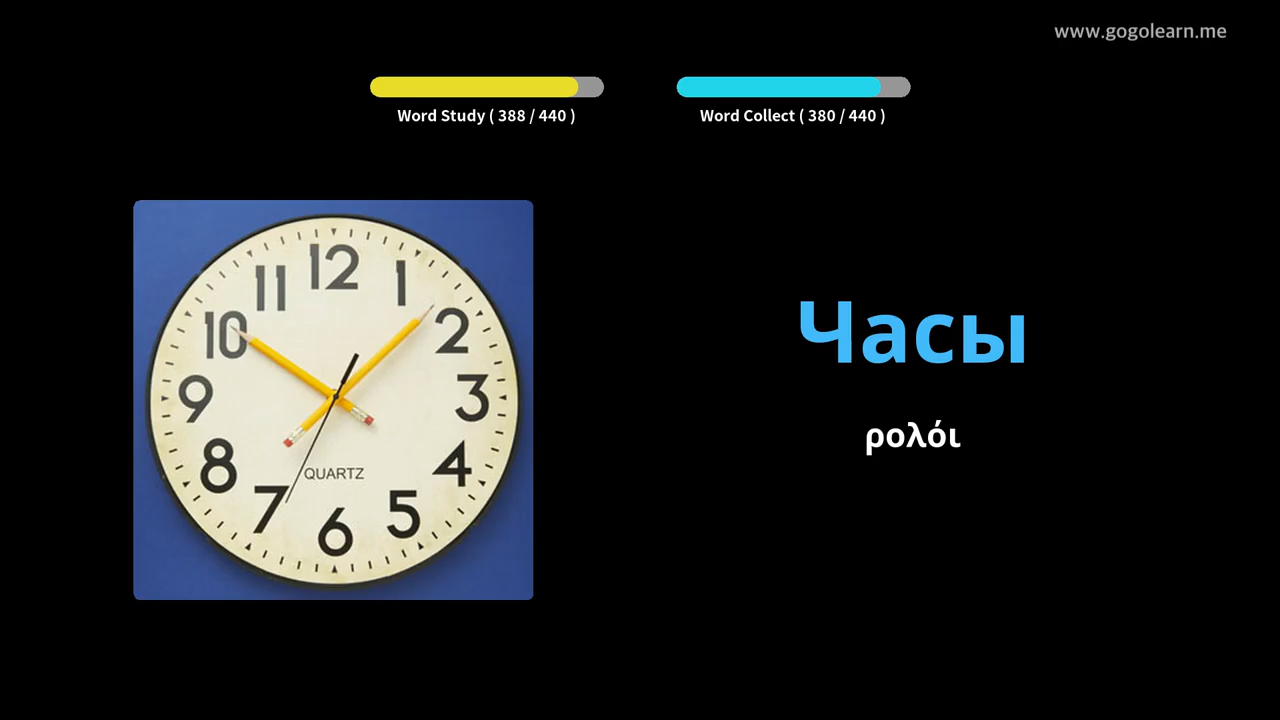 www.gogolearn.me
Word Study ( 388 / 440 )
Word Collect ( 380 / 440 )
12
11
1
10
2
9
3
8
4
QUARTZ
7
5
6
Часы
ρολόι